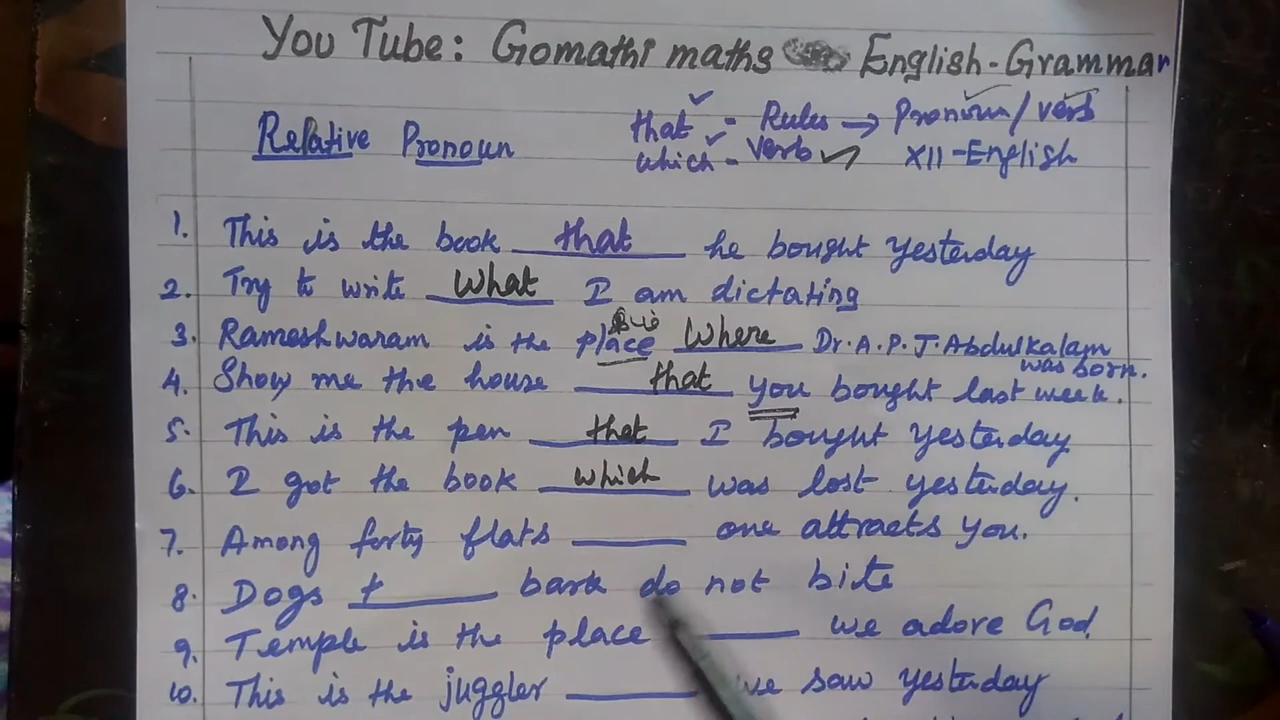 You Tube: Gomathi maths English-Grammar
Relative Pronoun
that - Rules → Pronoun/verb
which - Verb XII-English
1. This is the book that he bought yesterday
2. Try to write what I am dictating
3. Rameshwaram is the place Where Dr. A.P.J. Abdulkalam was born.
4. Show me the house that you bought last week.
5. This is the pen that I bought yesterday
6. I got the book which was lost yesterday.
7. Among forty flats ____ one attracts you.
8. Dogs t____ bark do not bite
9. Temple is the place ____ we adore God.
10. This is the juggler ____ we saw yesterday